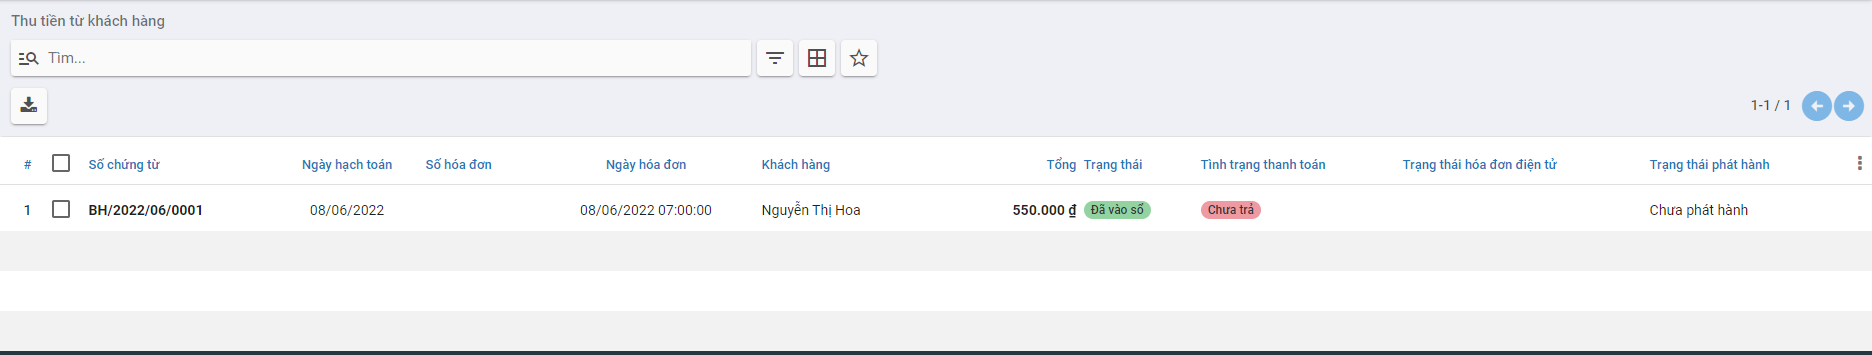 Thu tiền từ khách hàng
Tìm...
1-1 / 1
# Số chứng từ Ngày hạch toán Số hóa đơn Ngày hóa đơn Khách hàng Tổng Trạng thái Tình trạng thanh toán Trạng thái hóa đơn điện tử Trạng thái phát hành
1 BH/2022/06/0001 08/06/2022 08/06/2022 07:00:00 Nguyễn Thị Hoa 550.000 ₫ Đã vào sổ Chưa trả Chưa phát hành